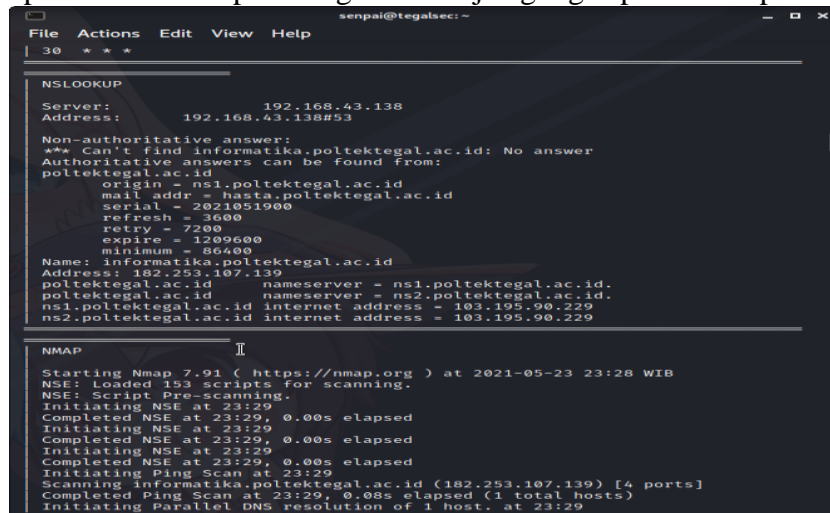 senpai@tegalsec: ~
File Actions Edit View Help
| 30 * * *
NSLOOKUP
Server: 192.168.43.138
Address: 192.168.43.138#53
Non-authoritative answer:
*** Can't find informatika.poltektegal.ac.id: No answer
Authoritative answers can be found from:
poltektegal.ac.id
origin = ns1.poltektegal.ac.id
mail addr = hasta.poltektegal.ac.id
serial = 2021051900
refresh = 3600
retry = 7200
expire = 1209600
minimum = 86400
Name: informatika.poltektegal.ac.id
Address: 182.253.107.139
poltektegal.ac.id nameserver = ns1.poltektegal.ac.id.
poltektegal.ac.id nameserver = ns2.poltektegal.ac.id.
ns1.poltektegal.ac.id internet address = 103.195.90.229
ns2.poltektegal.ac.id internet address = 103.195.90.229
NMAP
Starting Nmap 7.91 ( https://nmap.org ) at 2021-05-23 23:28 WIB
NSE: Loaded 153 scripts for scanning.
NSE: Script Pre-scanning.
Initiating NSE at 23:29
Completed NSE at 23:29, 0.00s elapsed
Initiating NSE at 23:29
Completed NSE at 23:29, 0.00s elapsed
Initiating NSE at 23:29
Completed NSE at 23:29, 0.00s elapsed
Initiating Ping Scan at 23:29
Scanning informatika.poltektegal.ac.id (182.253.107.139) [4 ports]
Completed Ping Scan at 23:29, 0.08s elapsed (1 total hosts)
Initiating Parallel DNS resolution of 1 host. at 23:29